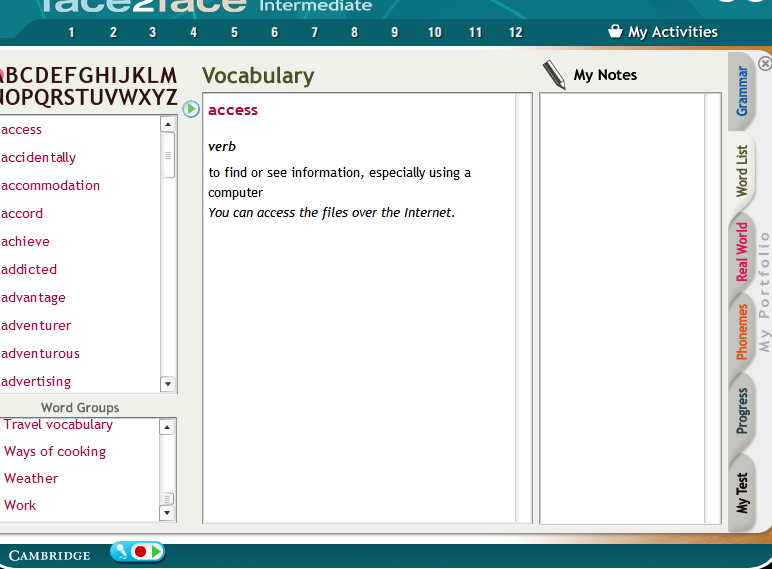 face2face Intermediate
1 2 3 4 5 6 7 8 9 10 11 12 My Activities
ABCDEFGHIJKLM
NOPQRSTUVWXYZ
access
accidentally
accommodation
accord
achieve
addicted
advantage
adventurer
adventurous
advertising
Word Groups
Travel vocabulary
Ways of cooking
Weather
Work
Vocabulary
access
verb
to find or see information, especially using a
computer
You can access the files over the Internet.
My Notes
Grammar
Word List
Real World
Phonemes
Progress
My Test
My Portfolio
CAMBRIDGE